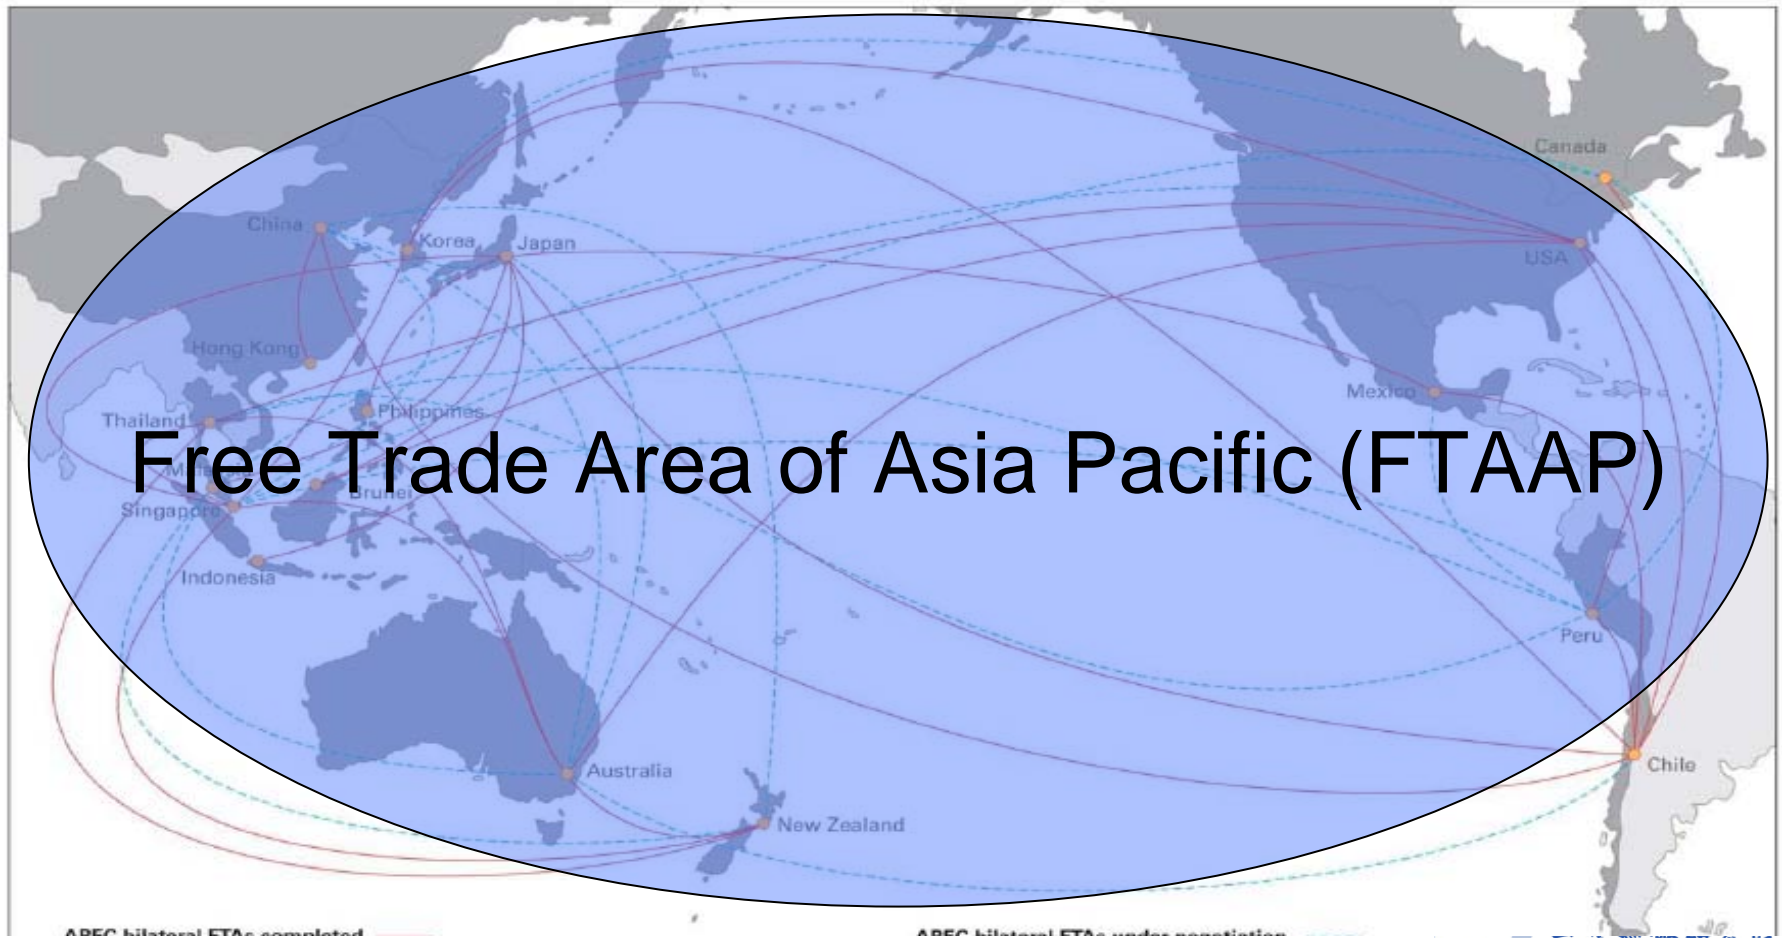 Canada
China
Korea
Japan
USA
Hong Kong
Mexico
Thailand
Philippines
Free Trade Area of Asia Pacific (FTAAP)
Brunei
Singapore
Indonesia
Peru
Chile
Australia
New Zealand
APEC bilateral FTAs completed
APEC bilateral FTAs under negotiation